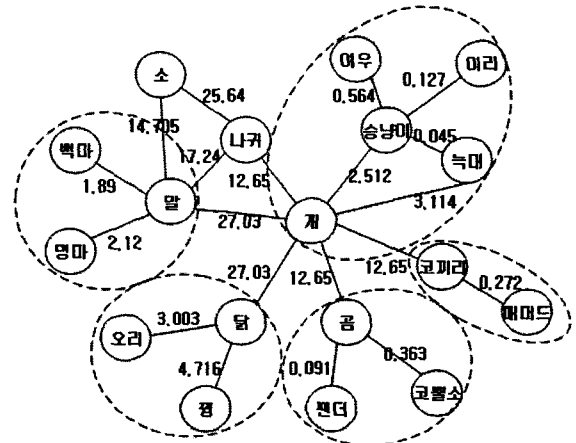 소
여우
이리
0.127
25.64
0.564
승냥이
14.705
나귀
0.045
백마
17.24
늑대
12.65
2.512
1.89
말
3.114
27.03
개
명마
2.12
27.03
12.65
12.65
코끼리
0.272
매머드
3.003
닭
곰
오리
4.716
0.091
0.363
꿩
팬더
코뿔소